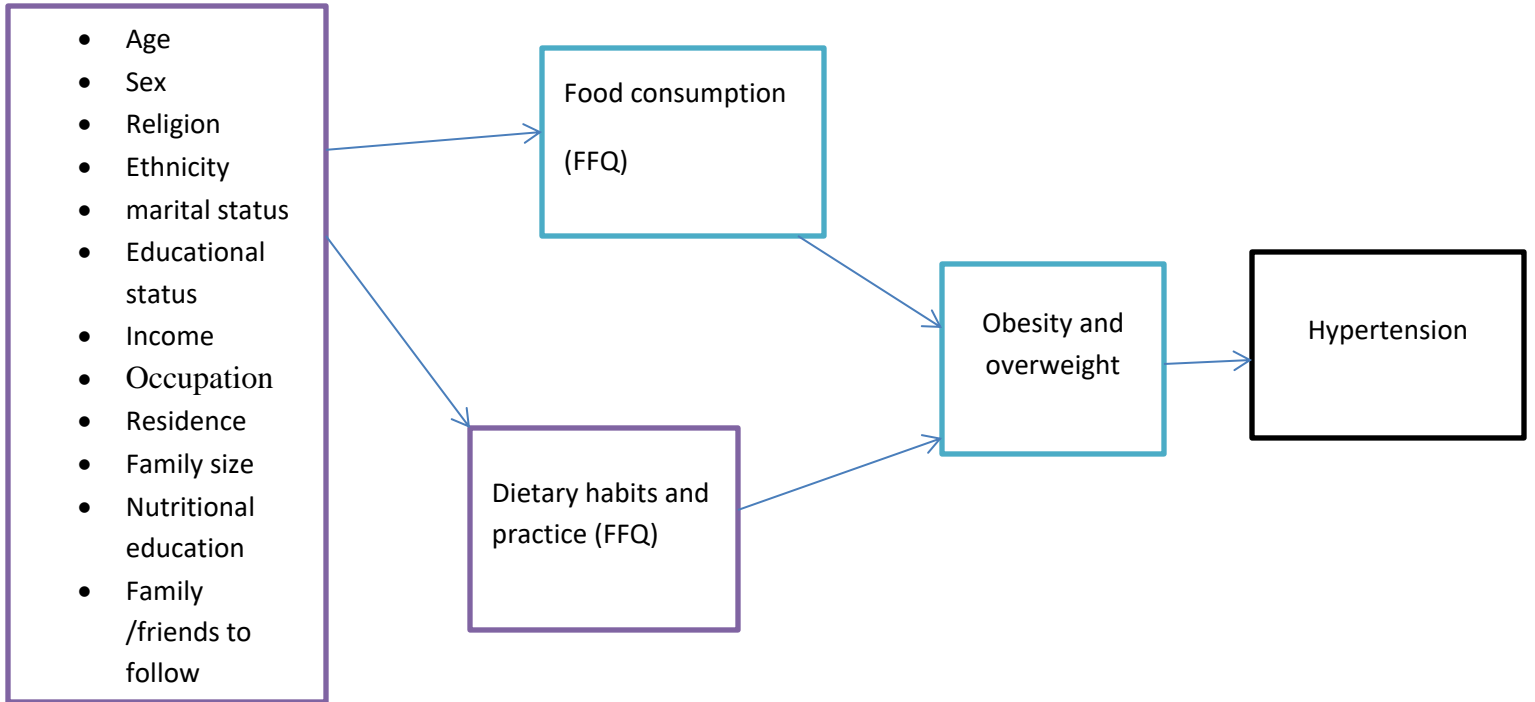 Age
Sex
Religion
Ethnicity
marital status
Educational
status
Income
Occupation
Residence
Family size
Nutritional
education
Family
/friends to
follow
Food consumption
(FFQ)
Dietary habits and
practice (FFQ)
Obesity and
overweight
Hypertension